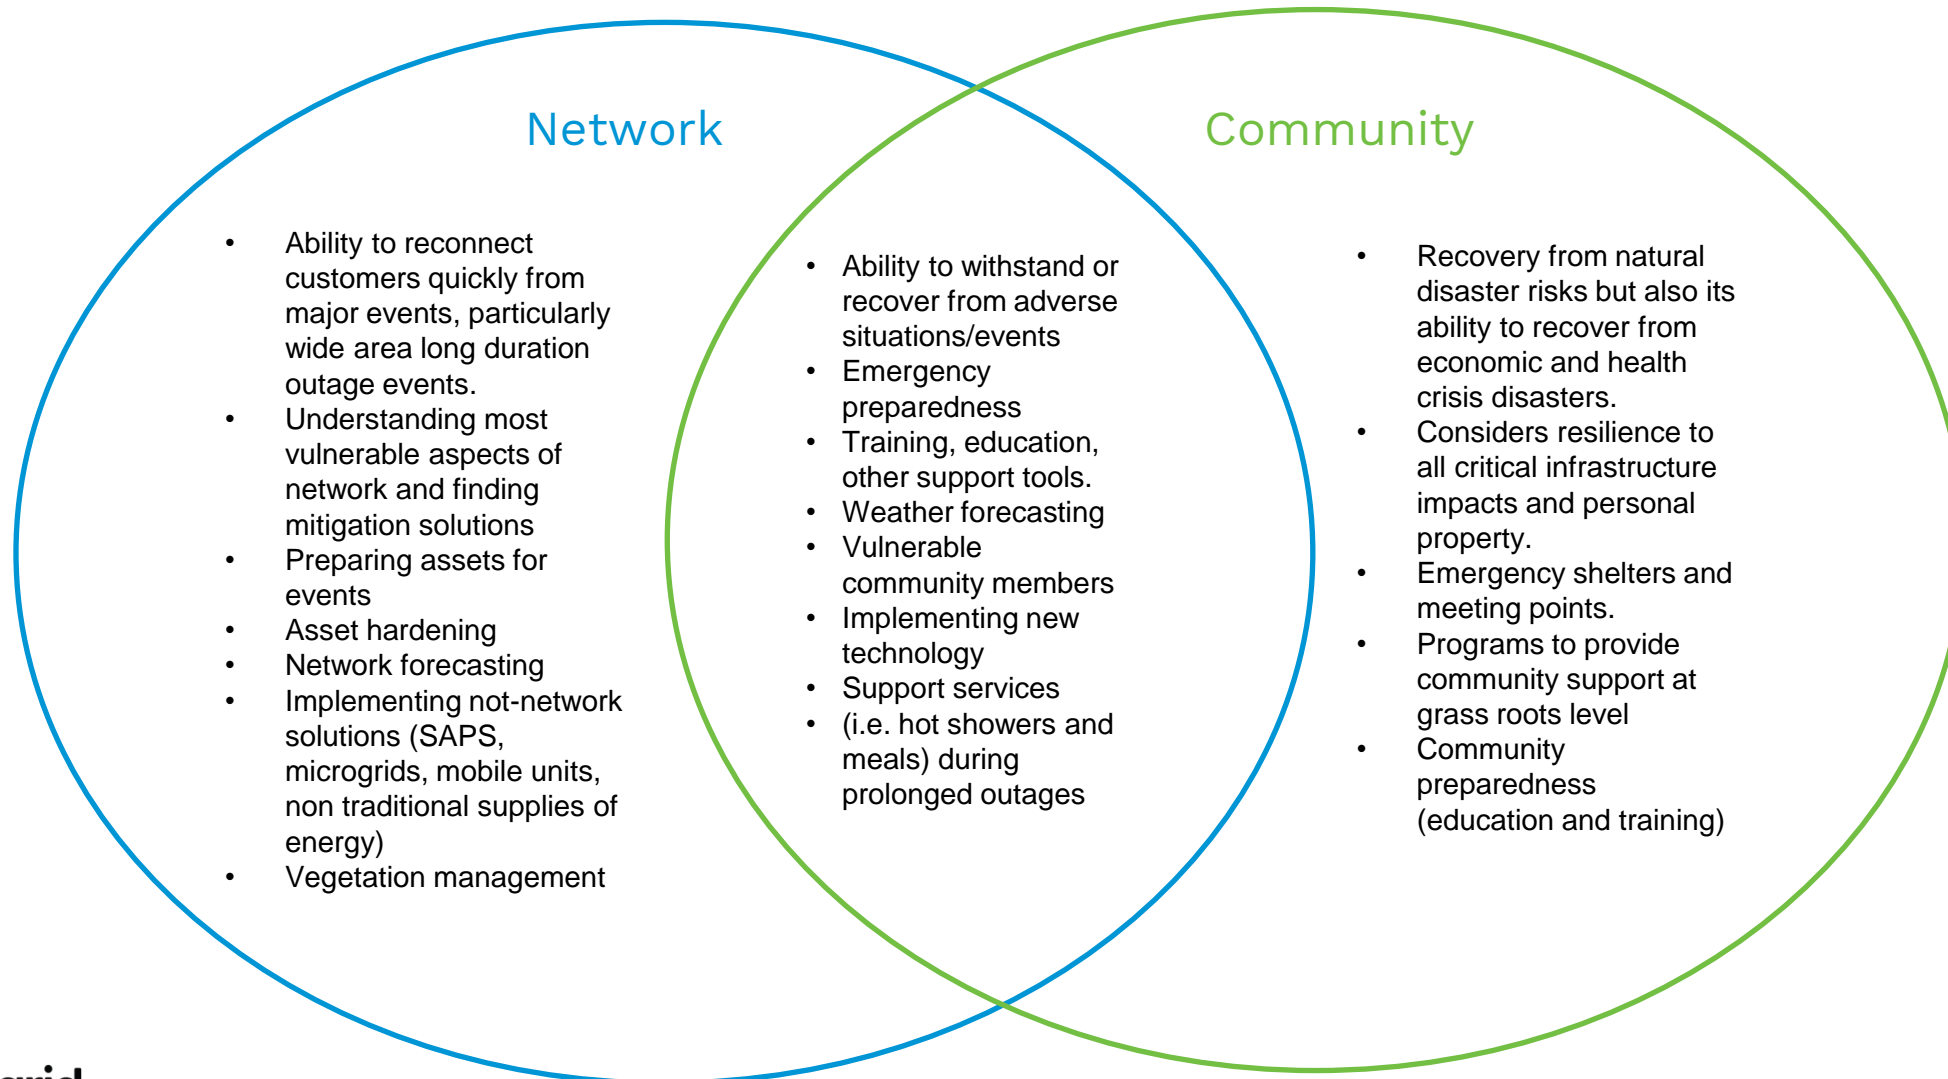 Network
Community
• Ability to reconnect
customers quickly from
major events, particularly
wide area long duration
outage events.
• Understanding most
vulnerable aspects of
network and finding
mitigation solutions
• Preparing assets for
events
• Asset hardening
• Network forecasting
• Implementing not-network
solutions (SAPS,
microgrids, mobile units,
non traditional supplies of
energy)
• Vegetation management
• Ability to withstand or
recover from adverse
situations/events
• Emergency
preparedness
• Training, education,
other support tools.
• Weather forecasting
• Vulnerable
community members
• Implementing new
technology
• Support services
• (i.e. hot showers and
meals) during
prolonged outages
• Recovery from natural
disaster risks but also its
ability to recover from
economic and health
crisis disasters.
• Considers resilience to
all critical infrastructure
impacts and personal
property.
• Emergency shelters and
meeting points.
• Programs to provide
community support at
grass roots level
• Community
preparedness
(education and training)